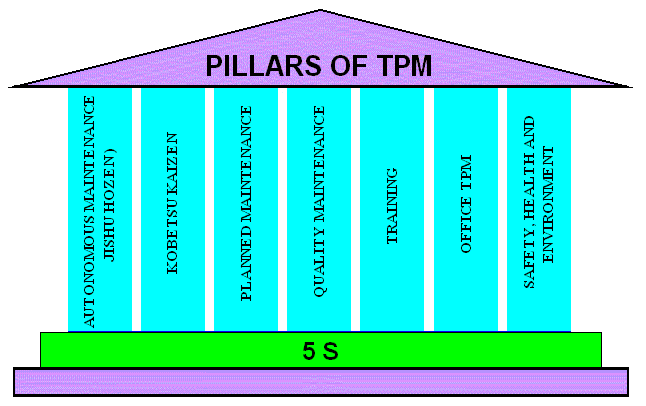 PILLARS OF TPM
AUTONOMOUS MAINTENANCE
JISHU HOZEN)
KOBETSU KAIZEN
PLANNED MAINTENANCE
QUALITY MAINTENANCE
TRAINING
OFFICE TPM
SAFETY, HEALTH AND
ENVIRONMENT
5 S